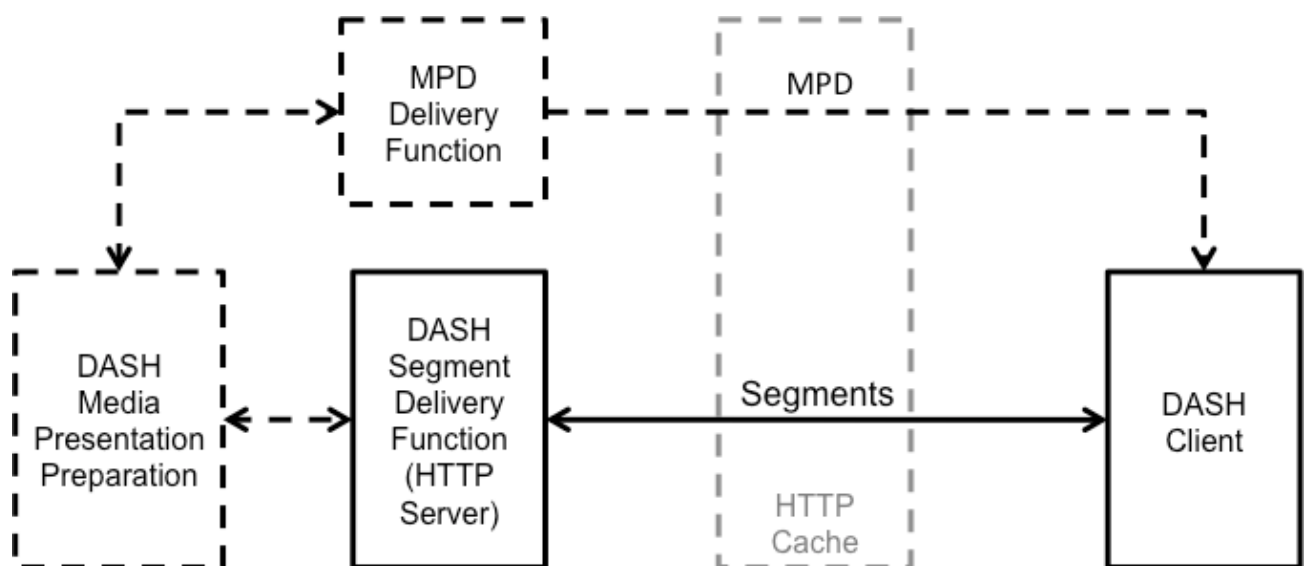 MPD
Delivery
Function
MPD
DASH
Media
Presentation
Preparation
DASH
Segment
Delivery
Function
(HTTP
Server)
Segments
HTTP
Cache
DASH
Client